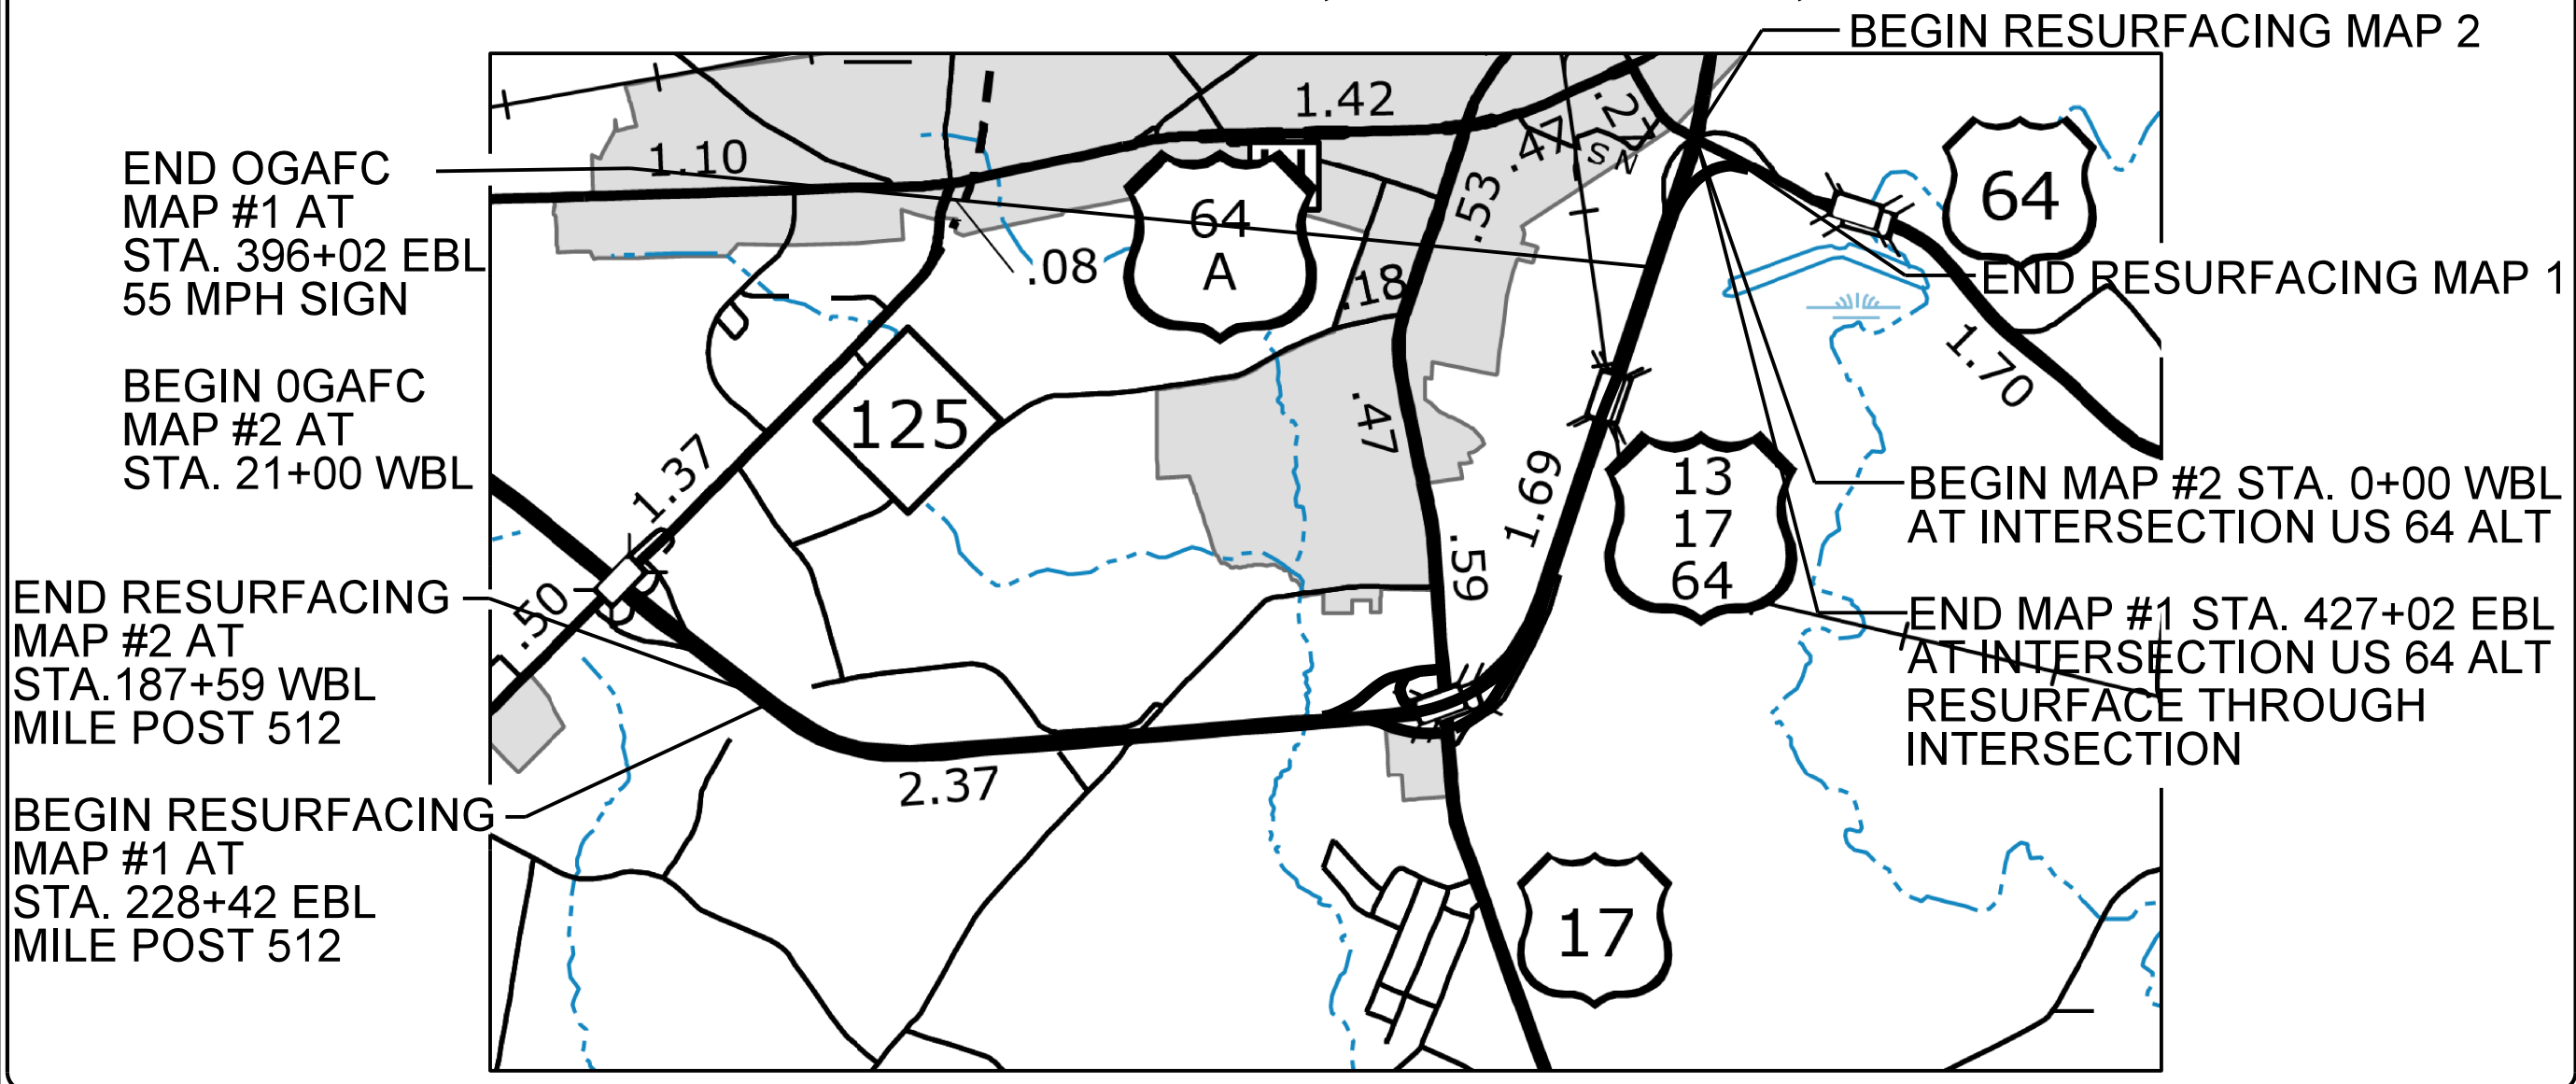 BEGIN RESURFACING MAP 2
END OGAFC
MAP #1 AT
STA. 396+02 EBL
55 MPH SIGN
BEGIN 0GAFC
MAP #2 AT
STA. 21+00 WBL
END RESURFACING
MAP #2 AT
STA.187+59 WBL
MILE POST 512
BEGIN RESURFACING
MAP #1 AT
STA. 228+42 EBL
MILE POST 512
1.10
1.42
.47
.27
NS
.53
.08
.18
64
A
64
END RESURFACING MAP 1
1.70
125
1.37
.50
.47
.59
1.69
13
17
64
2.37
17
BEGIN MAP #2 STA. 0+00 WBL
AT INTERSECTION US 64 ALT
END MAP #1 STA. 427+02 EBL
AT INTERSECTION US 64 ALT
RESURFACE THROUGH
INTERSECTION